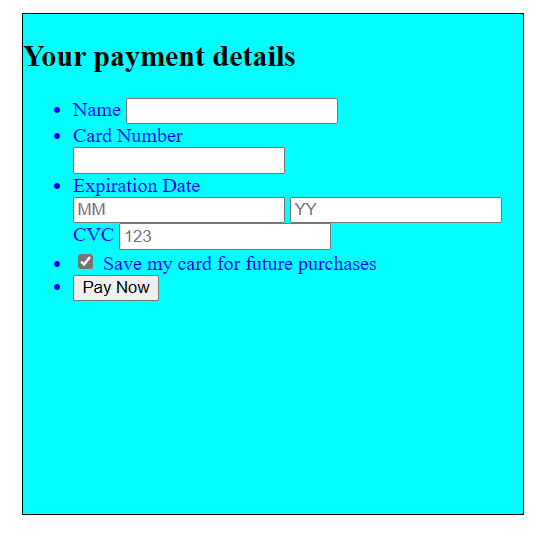 Your payment details
Name
Card Number
Expiration Date
MM YY
CVC 123
Save my card for future purchases
Pay Now